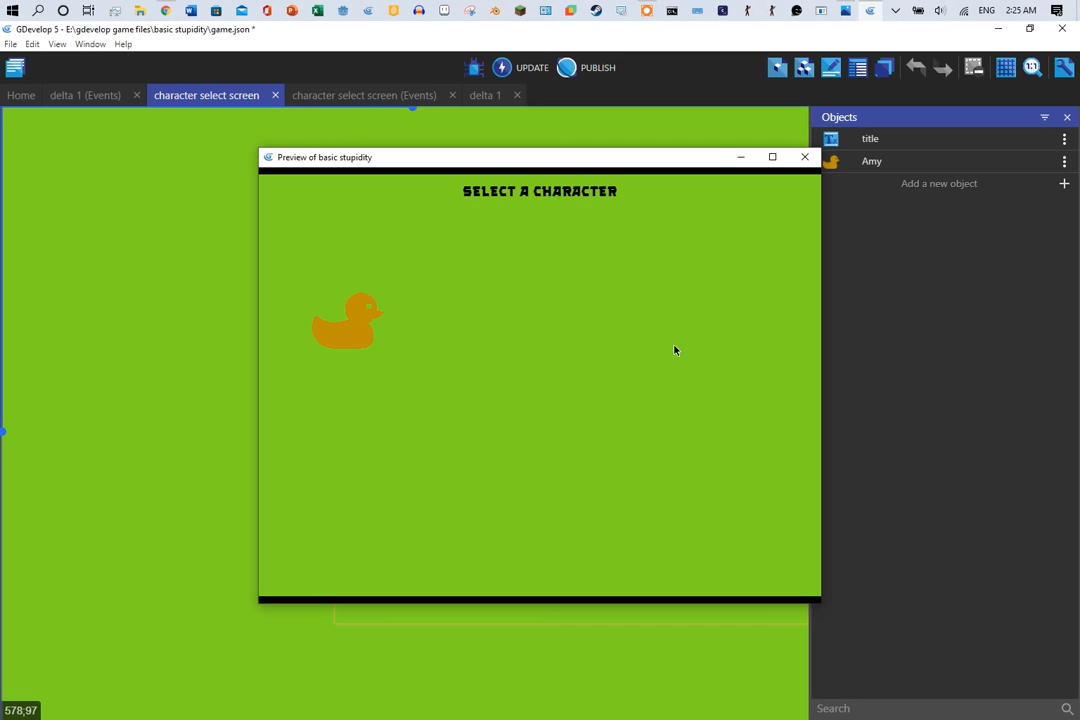 ENG 2:25 AM
GDevelop 5 - E:\gdevelop game files\basic stupidity\game.json *
File Edit View Window Help
UPDATE PUBLISH 1:1
Home delta 1 (Events) character select screen character select screen (Events) delta 1
Objects
title
Amy
Add a new object
Preview of basic stupidity
SELECT A CHARACTER
578;97
Search